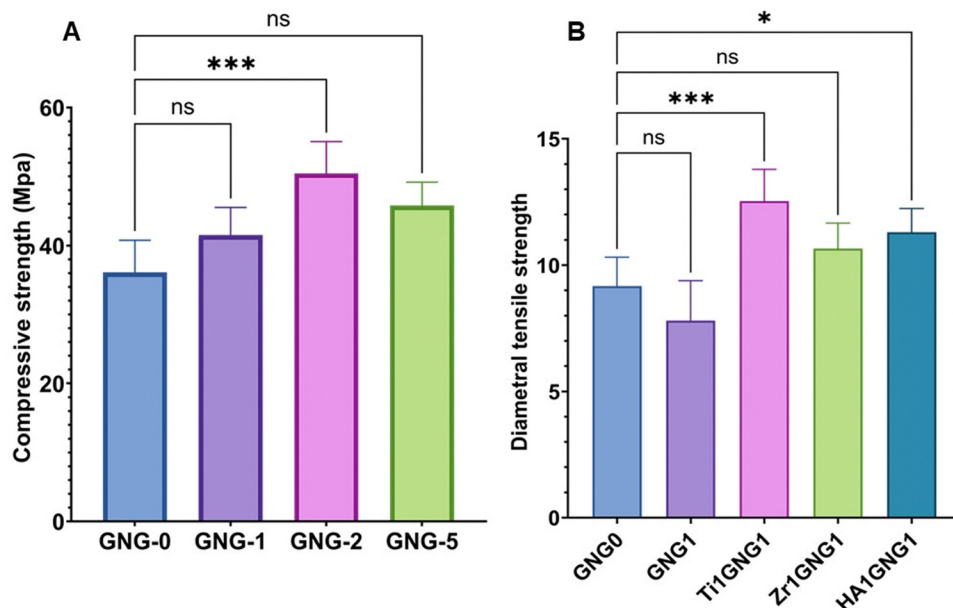 A
ns
***
ns
Compressive strength (Mpa)
60
40
20
0
GNG-0 GNG-1 GNG-2 GNG-5
B
*
ns
***
ns
Diametral tensile strength
15
10
5
0
GNG0
GNG1
Ti1GNG1
Zr1GNG1
HA1GNG1